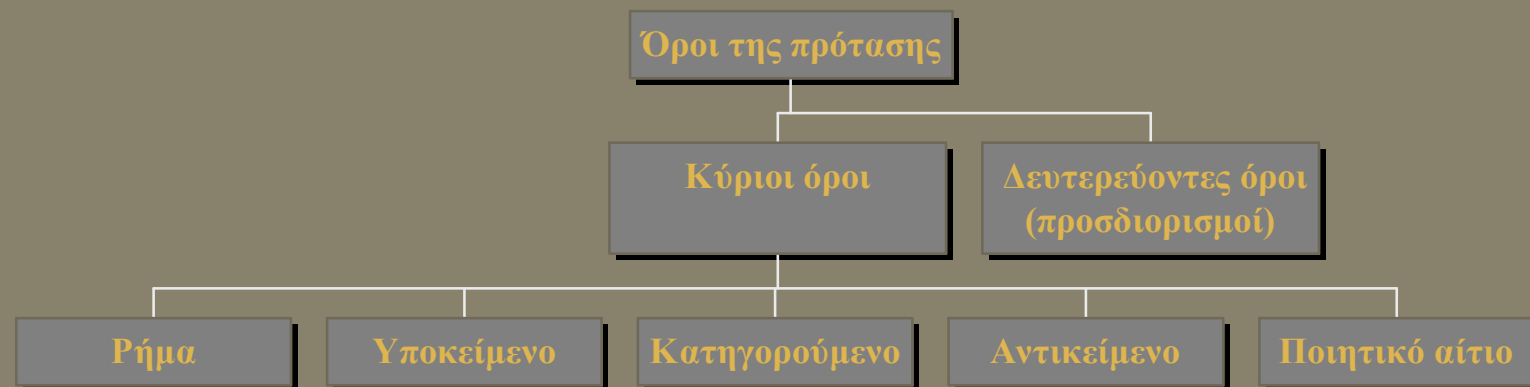 Όροι της πρότασης
Κύριοι όροι
Δευτερεύοντες όροι
(προσδιορισμοί)
Ρήμα
Υποκείμενο
Κατηγορούμενο
Αντικείμενο
Ποιητικό αίτιο